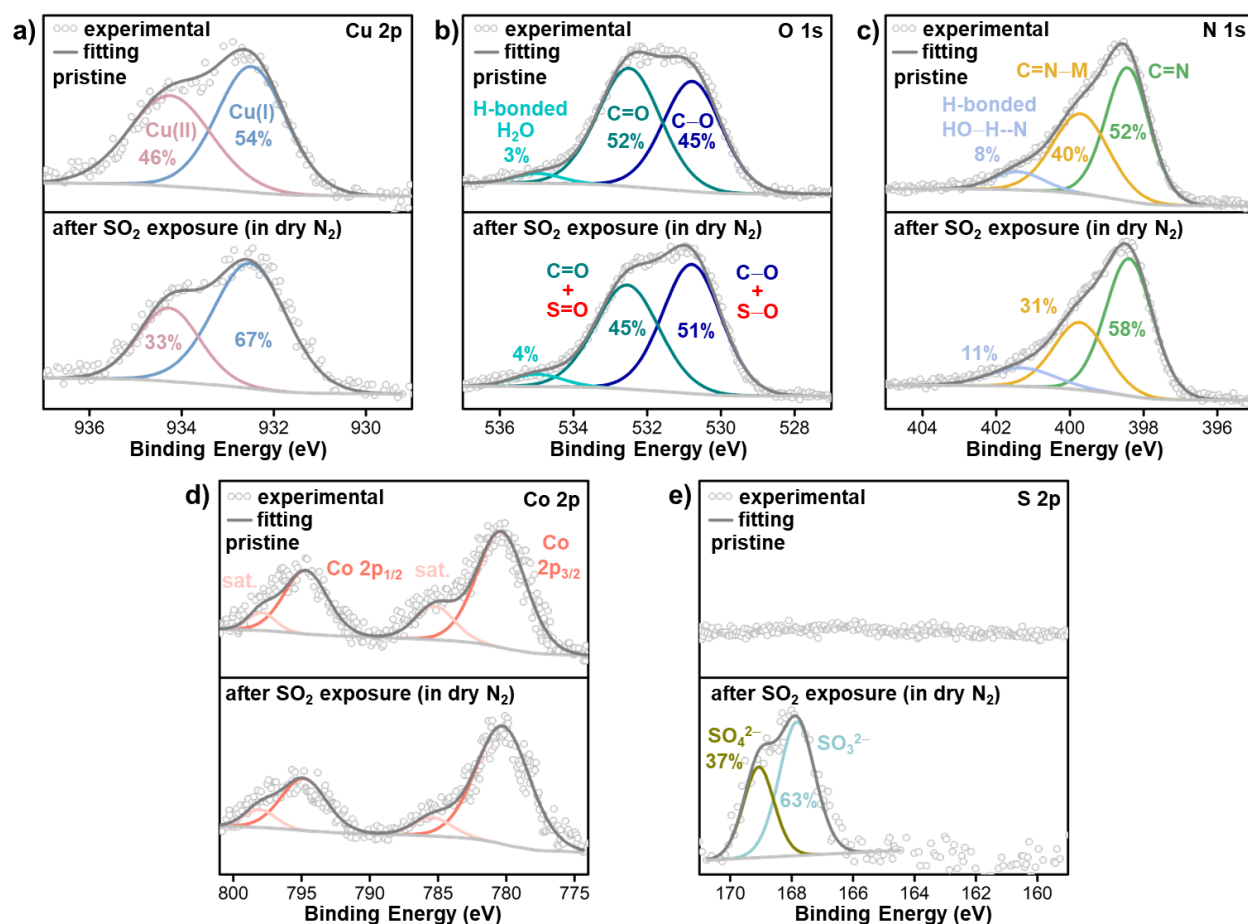 a)
experimental
fitting
pristine
Cu 2p
Cu(II)
46%
Cu(I)
54%
after SO₂ exposure (in dry N₂)
33%
67%
936
934
932
930
Binding Energy (eV)
b)
experimental
fitting
pristine
O 1s
H-bonded
H₂O
3%
C=O
52%
C–O
45%
after SO₂ exposure (in dry N₂)
C=O
+
S=O
C–O
+
S–O
4%
45%
51%
536
534
532
530
528
Binding Energy (eV)
c)
experimental
fitting
pristine
N 1s
C=N–M
C=N
H-bonded
HO–H--N
8%
40%
52%
after SO₂ exposure (in dry N₂)
31%
11%
58%
404
402
400
398
396
Binding Energy (eV)
d)
experimental
fitting
pristine
Co 2p
sat.
Co 2p₁/₂
sat.
Co
2p₃/₂
after SO₂ exposure (in dry N₂)
800
795
790
785
780
775
Binding Energy (eV)
e)
experimental
fitting
pristine
S 2p
after SO₂ exposure (in dry N₂)
SO₄²⁻
37%
SO₃²⁻
63%
170
168
166
164
162
160
Binding Energy (eV)